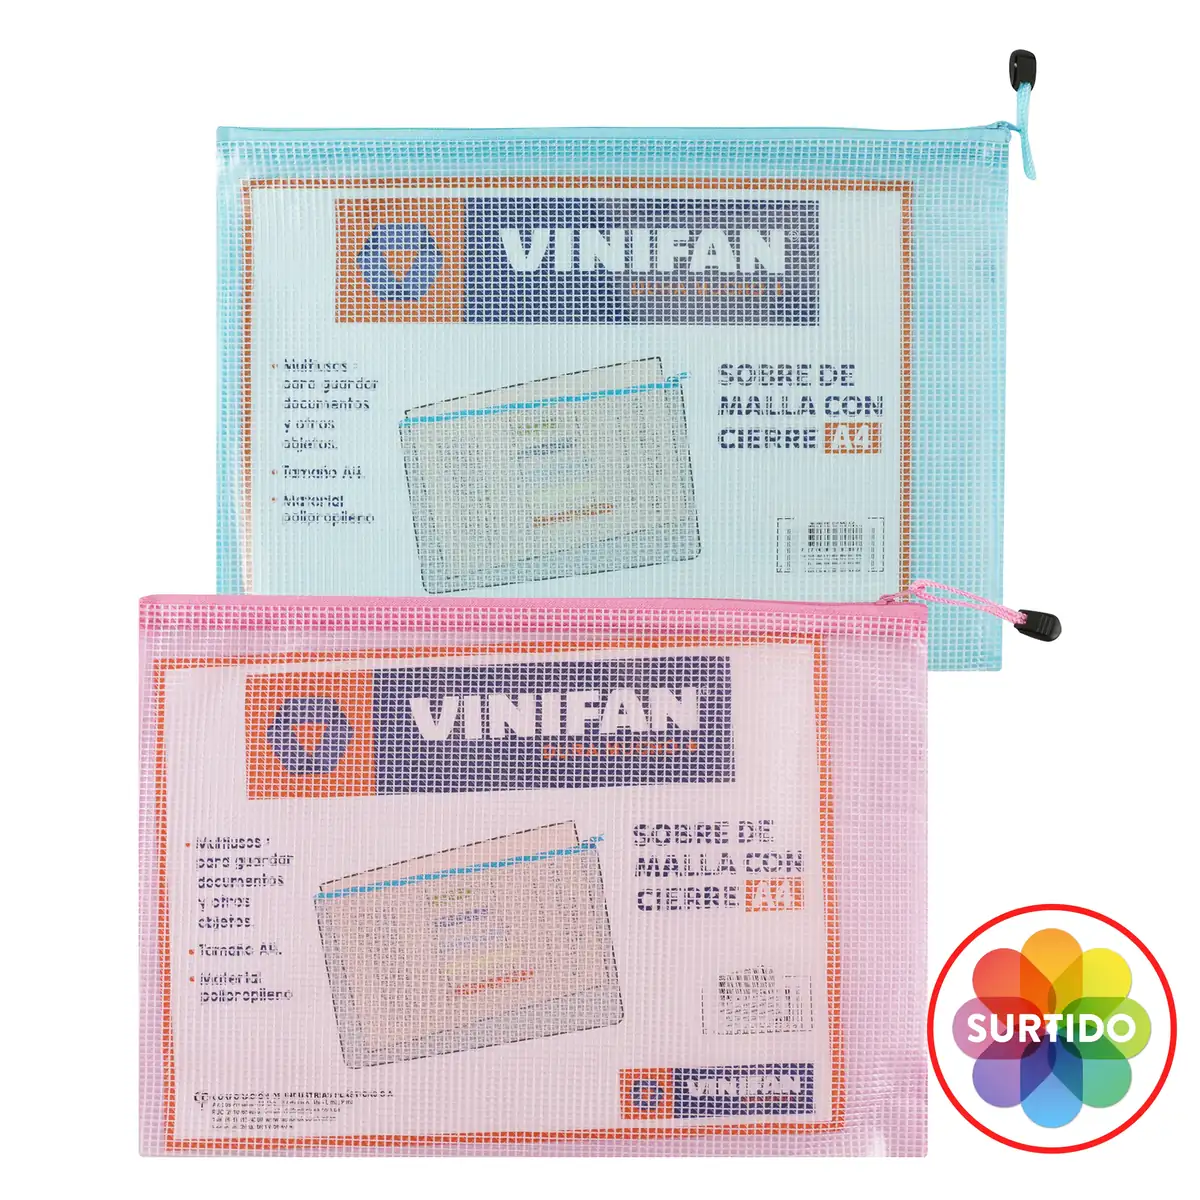 VINIFAN®
• Multiusos :
para guardar
documentos
y otros
objetos.
• Tamaño A4.
• Material
polipropileno
SOBRE DE
MALLA CON
CIERRE A4
VINIFAN®
• Multiusos :
para guardar
documentos
y otros
objetos.
• Tamaño A4.
• Material
polipropileno
SOBRE DE
MALLA CON
CIERRE A4
VINIFAN
SURTIDO